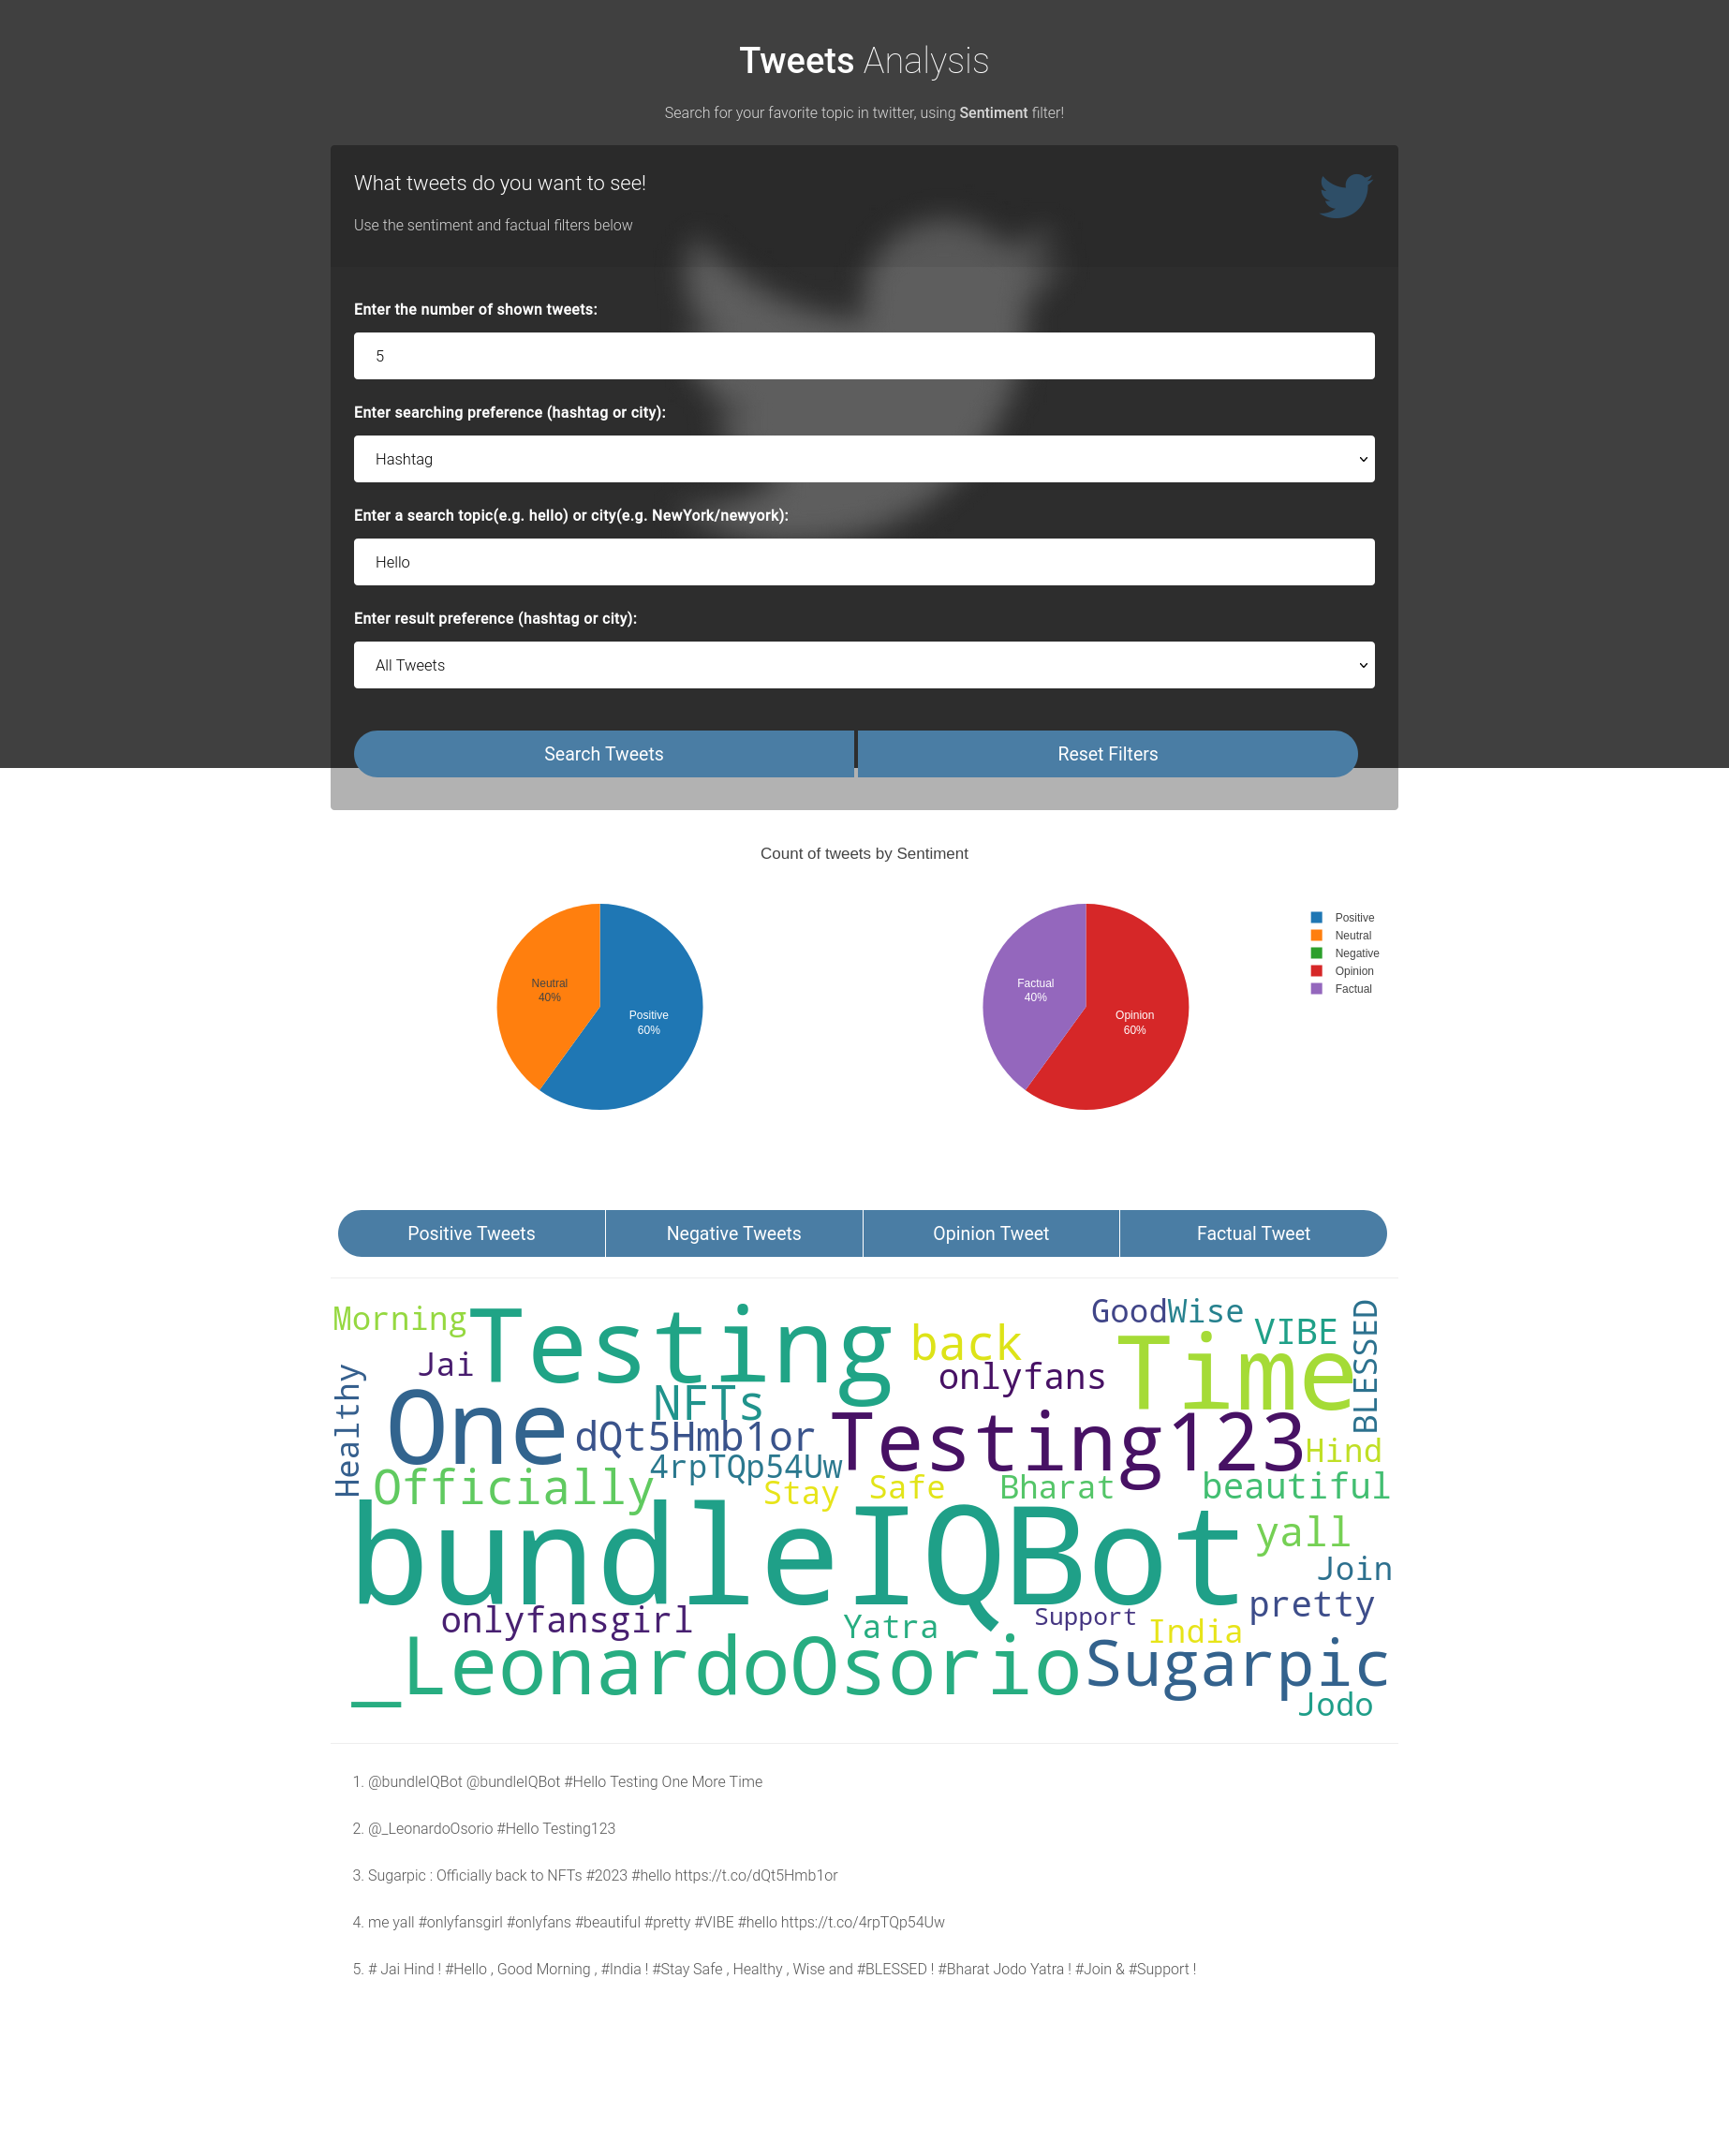 Tweets Analysis
Search for your favorite topic in twitter, using Sentiment filter!
What tweets do you want to see!
Use the sentiment and factual filters below
Enter the number of shown tweets:
5
Enter searching preference (hashtag or city):
Hashtag
Enter a search topic(e.g. hello) or city(e.g. NewYork/newyork):
Hello
Enter result preference (hashtag or city):
All Tweets
Search Tweets Reset Filters
Count of tweets by Sentiment
Neutral
40%
Positive
60%
Factual
40%
Opinion
60%
Positive
Neutral
Negative
Opinion
Factual
Positive Tweets Negative Tweets Opinion Tweet Factual Tweet
Morning
Testing
back
Good
Wise
VIBE
BLESSED
Jai
onlyfans
Time
Healthy
One
NFTs
dQt5Hmb1or
Testing123
Hind
4rpTQp54Uw
Officially
Stay
Safe
Bharat
beautiful
bundleIQBot
yall
Join
onlyfansgirl
Yatra
Support
India
pretty
_LeonardoOsorio
Sugarpic
Jodo
1. @bundleIQBot @bundleIQBot #Hello Testing One More Time
2. @_LeonardoOsorio #Hello Testing123
3. Sugarpic : Officially back to NFTs #2023 #hello https://t.co/dQt5Hmb1or
4. me yall #onlyfansgirl #onlyfans #beautiful #pretty #VIBE #hello https://t.co/4rpTQp54Uw
5. # Jai Hind ! #Hello , Good Morning , #India ! #Stay Safe , Healthy , Wise and #BLESSED ! #Bharat Jodo Yatra ! #Join & #Support !